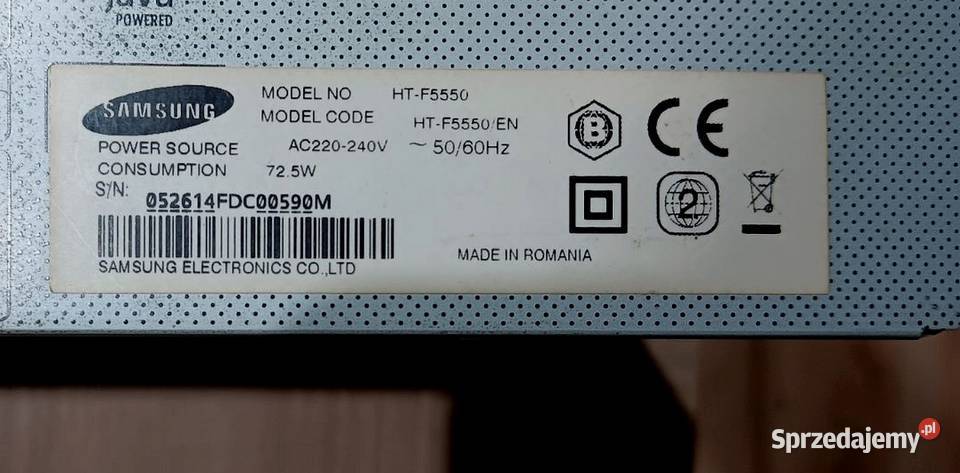 Java
POWERED
SAMSUNG
MODEL NO HT-F5550
MODEL CODE HT-F5550/EN
POWER SOURCE AC220-240V ~ 50/60Hz
CONSUMPTION 72.5W
S/N:
052614FDC00590M
SAMSUNG ELECTRONICS CO.,LTD
MADE IN ROMANIA
B
CE
2
Sprzedajemy.pl